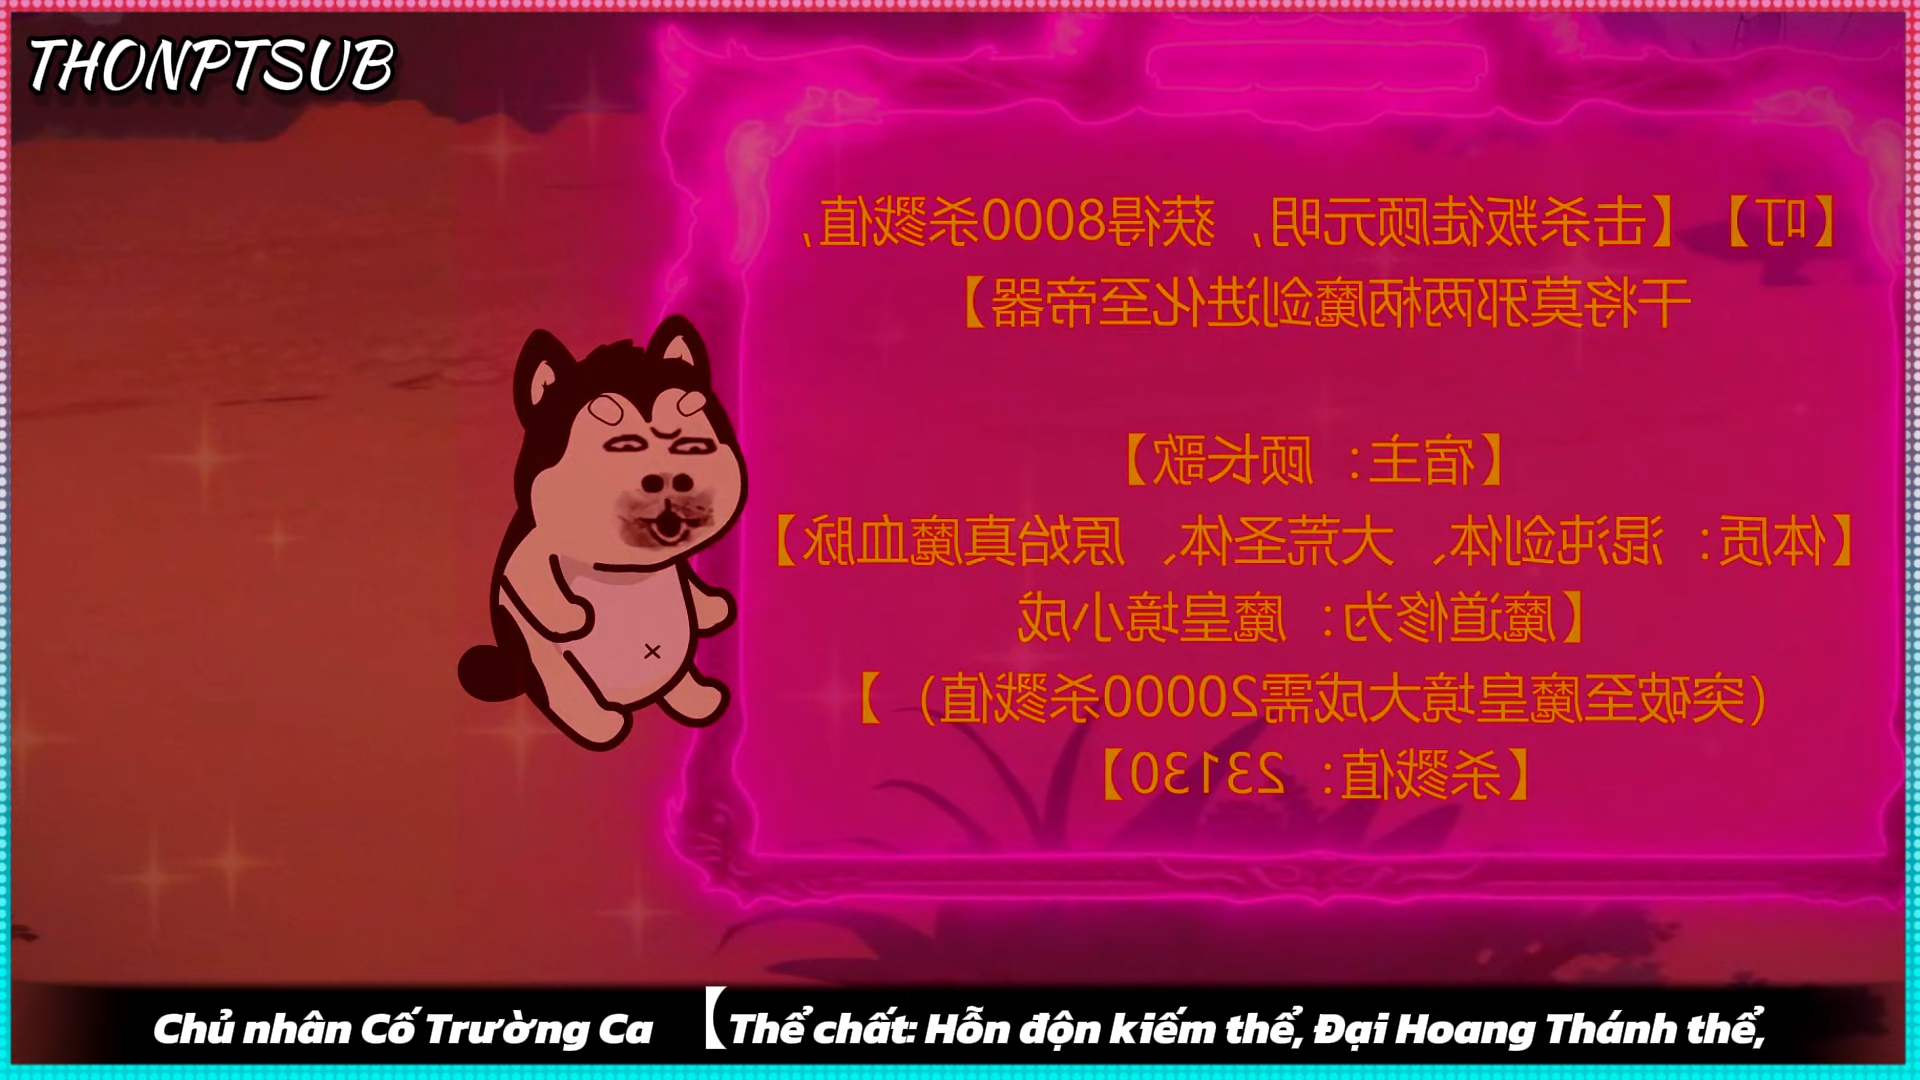 THONPTSUB
【叮】【击杀叛徒顾元明，获得8000杀戮值，
干将莫邪两柄魔剑进化至帝器】
【宿主：顾长歌】
【体质：混沌剑体、大荒圣体、原始真魔血脉】
【魔道修为：魔皇境小成
（突破至魔皇境大成需20000杀戮值）】
【杀戮值：23130】
Chủ nhân Cố Trường Ca 【Thể chất: Hỗn độn kiếm thể, Đại Hoang Thánh thể,